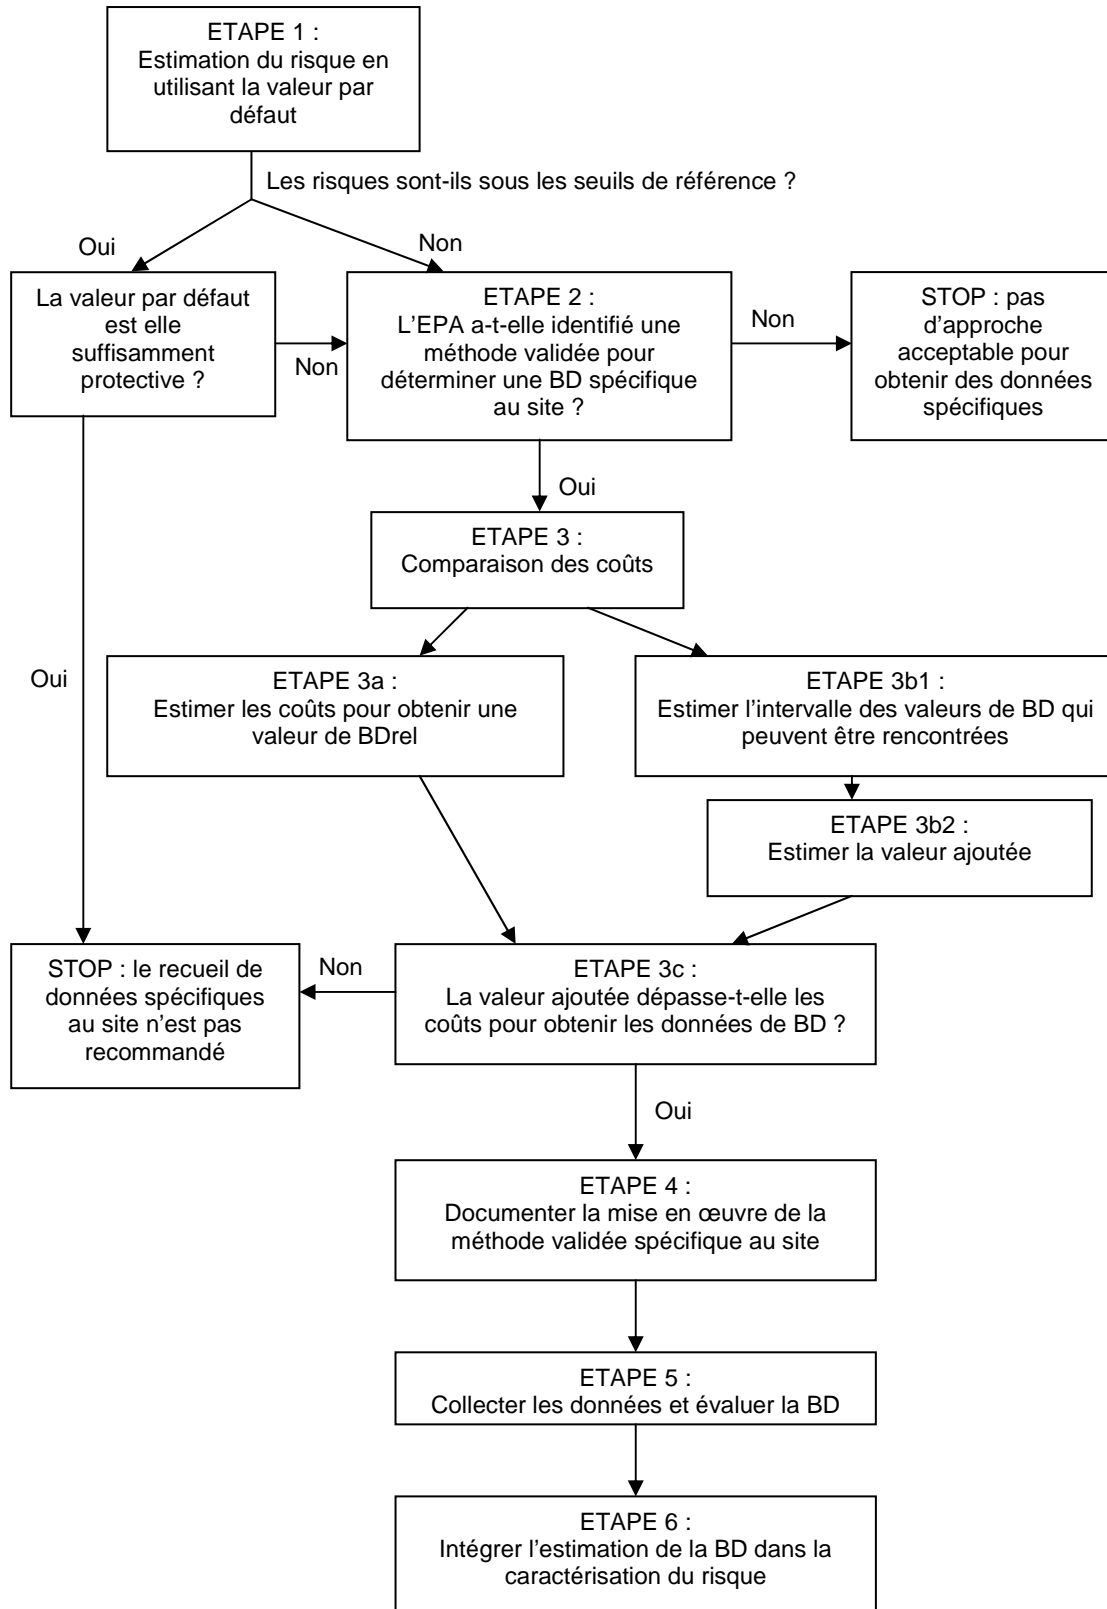 ETAPE 1 :
Estimation du risque en
utilisant la valeur par
défaut
Les risques sont-ils sous les seuils de référence ?
Oui
Non
La valeur par défaut
est elle
suffisamment
protective ?
Non
ETAPE 2 :
L'EPA a-t-elle identifié une
méthode validée pour
déterminer une BD spécifique
au site ?
Non
STOP : pas
d'approche
acceptable pour
obtenir des données
spécifiques
Oui
ETAPE 3 :
Comparaison des coûts
Oui
ETAPE 3a :
Estimer les coûts pour obtenir une
valeur de BDrel
ETAPE 3b1 :
Estimer l'intervalle des valeurs de BD qui
peuvent être rencontrées
ETAPE 3b2 :
Estimer la valeur ajoutée
STOP : le recueil de
données spécifiques
au site n'est pas
recommandé
Non
ETAPE 3c :
La valeur ajoutée dépasse-t-elle les
coûts pour obtenir les données de BD ?
Oui
ETAPE 4 :
Documenter la mise en œuvre de la
méthode validée spécifique au site
ETAPE 5 :
Collecter les données et évaluer la BD
ETAPE 6 :
Intégrer l'estimation de la BD dans la
caractérisation du risque